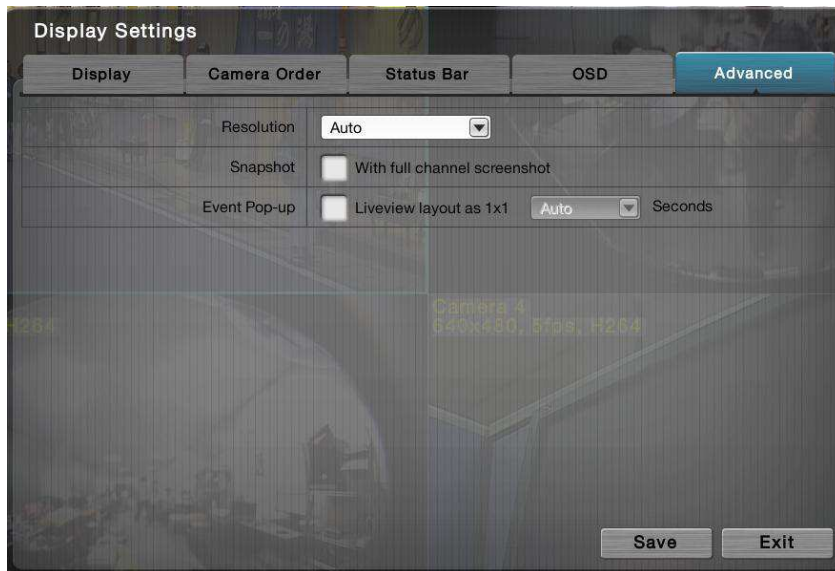 Display Settings
Display Camera Order Status Bar OSD Advanced
Resolution Auto
Snapshot With full channel screenshot
Event Pop-up Liveview layout as 1x1 Auto Seconds
Camera 4
H264 640x480, 5fps, H264
Save Exit